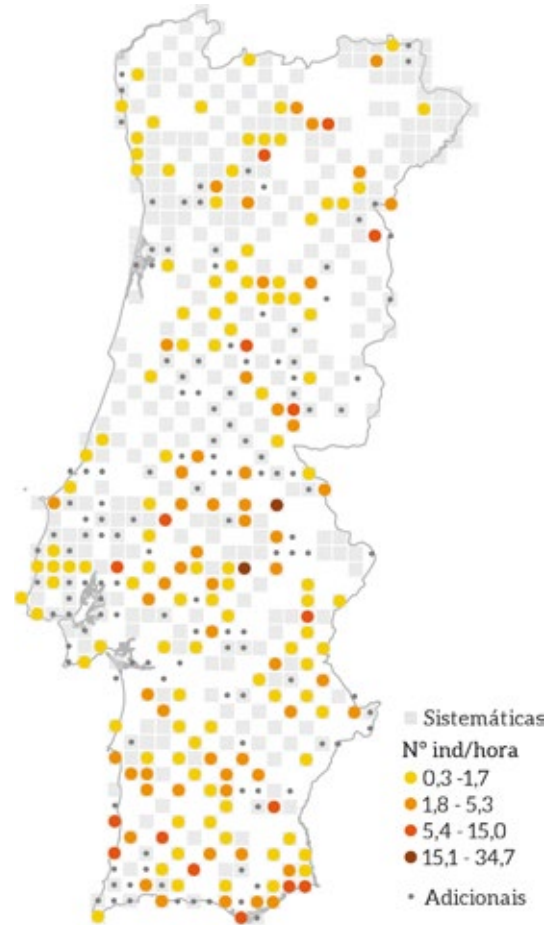 Sistemáticas
N° ind/hora
0,3 -1,7
1,8 - 5,3
5,4 - 15,0
15,1 - 34,7
Adicionais